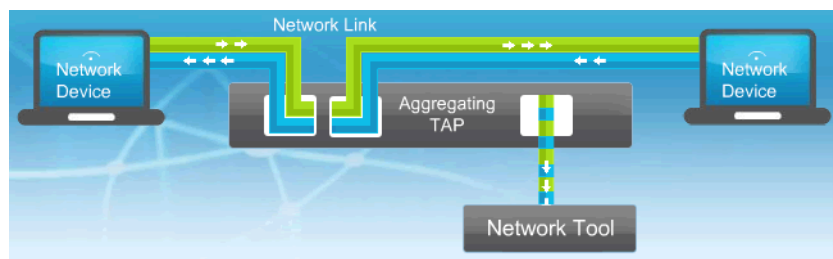 Network Link
Network
Device
Network
Device
Aggregating
TAP
Network Tool